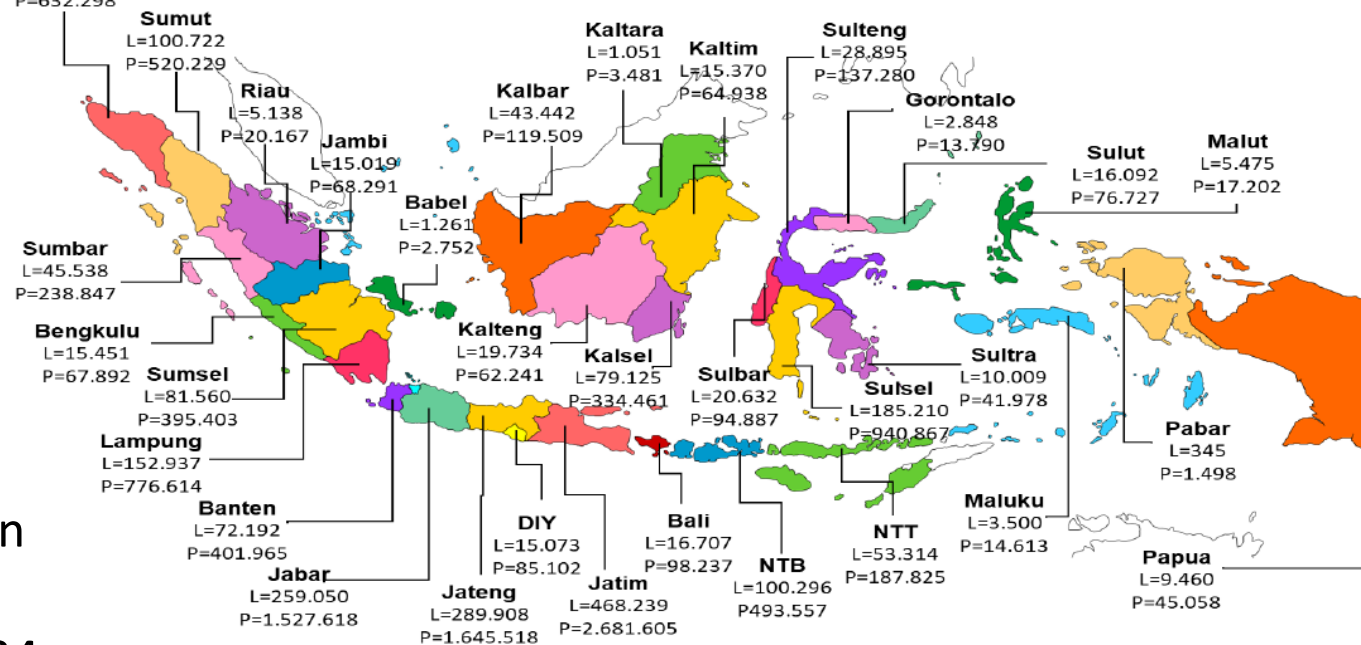 P=632.298
Sumut
L=100.722
P=520.229
Riau
L=5.138
P=20.167
Jambi
L=15.019
P=68.291
Babel
L=1.261
P=2.752
Sumbar
L=45.538
P=238.847
Bengkulu
L=15.451
P=67.892
Sumsel
L=81.560
P=395.403
Lampung
L=152.937
P=776.614
Banten
L=72.192
P=401.965
Jabar
L=259.050
P=1.527.618
Jateng
L=289.908
P=1.645.518
DIY
L=15.073
P=85.102
Jatim
L=468.239
P=2.681.605
Bali
L=16.707
P=98.237
NTB
L=100.296
P493.557
NTT
L=53.314
P=187.825
Kalbar
L=43.442
P=119.509
Kaltara
L=1.051
P=3.481
Kaltim
L=15.370
P=64.938
Kalteng
L=19.734
P=62.241
Kalsel
L=79.125
P=334.461
Sulteng
L=28.895
P=137.280
Gorontalo
L=2.848
P=13.790
Sulut
L=16.092
P=76.727
Malut
L=5.475
P=17.202
Sulbar
L=20.632
P=94.887
Sulsel
L=185.210
P=940.867
Sultra
L=10.009
P=41.978
Maluku
L=3.500
P=14.613
Pabar
L=345
P=1.498
Papua
L=9.460
P=45.058
n